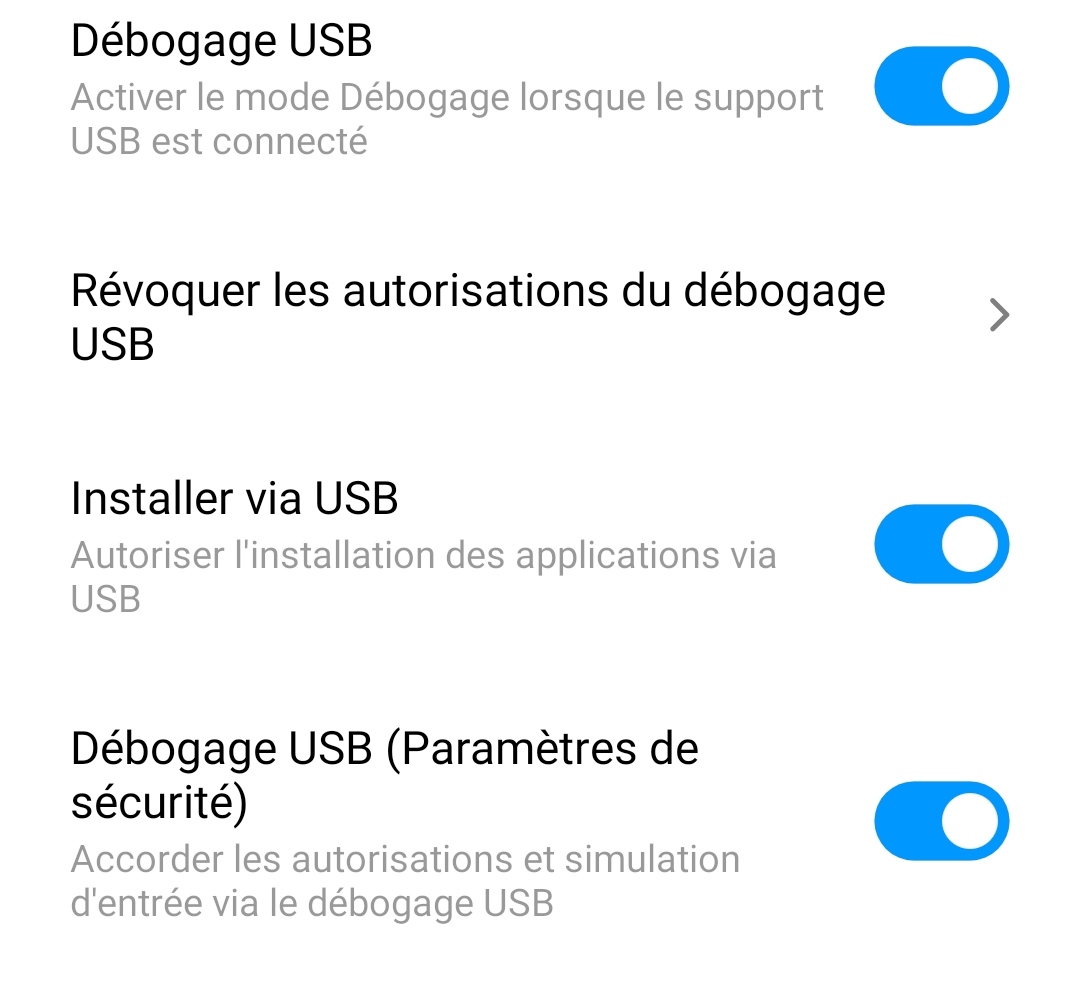 Débogage USB
Activer le mode Débogage lorsque le support
USB est connecté
Révoquer les autorisations du débogage
USB
Installer via USB
Autoriser l'installation des applications via
USB
Débogage USB (Paramètres de
sécurité)
Accorder les autorisations et simulation
d'entrée via le débogage USB